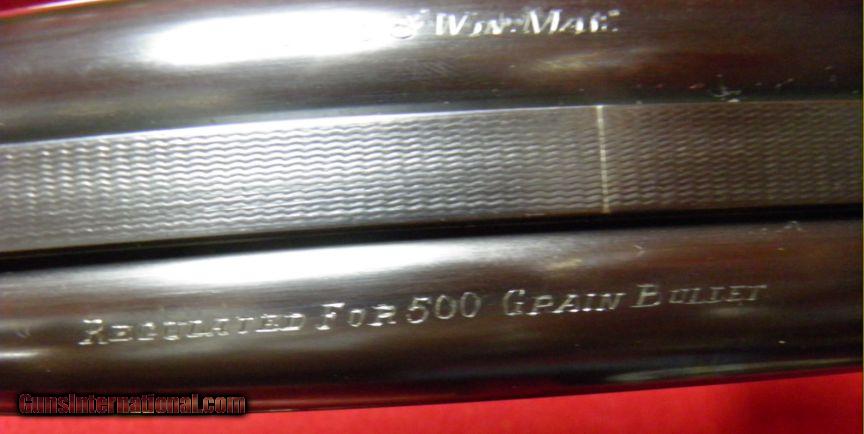 Win. Mag.
Regulated For 500 Grain Bullet
GunsInternational.com